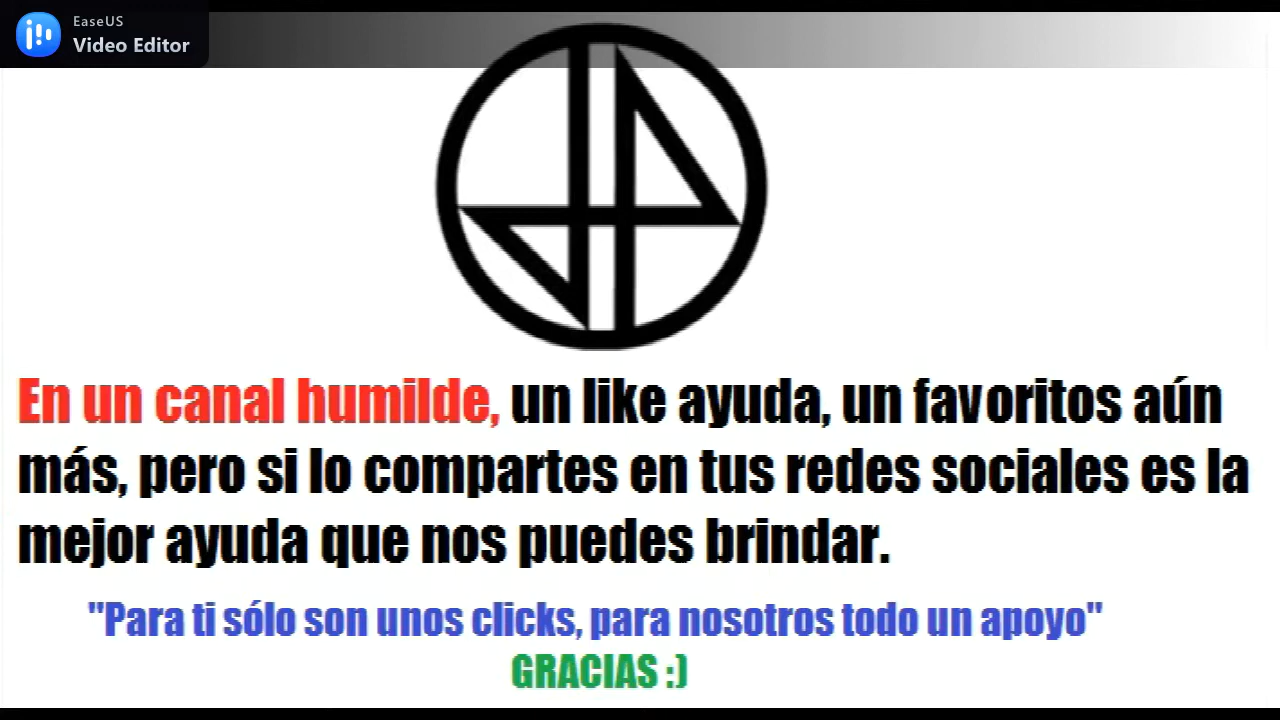 EaseUS
Video Editor
En un canal humilde, un like ayuda, un favoritos aún
más, pero si lo compartes en tus redes sociales es la
mejor ayuda que nos puedes brindar.
"Para ti sólo son unos clicks, para nosotros todo un apoyo"
GRACIAS :)